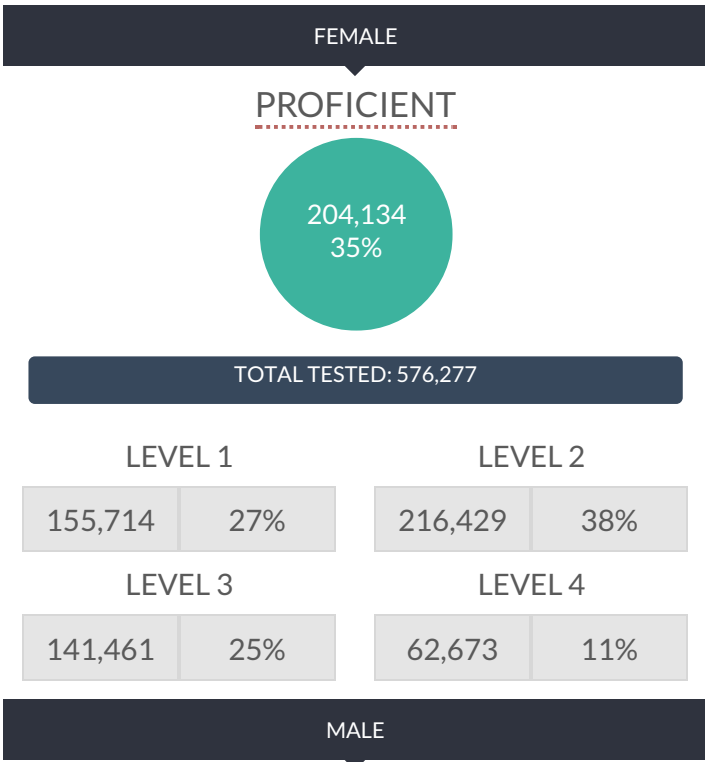 FEMALE
PROFICIENT
204,134
35%
TOTAL TESTED: 576,277
LEVEL 1 LEVEL 2
155,714 27% 216,429 38%
LEVEL 3 LEVEL 4
141,461 25% 62,673 11%
MALE